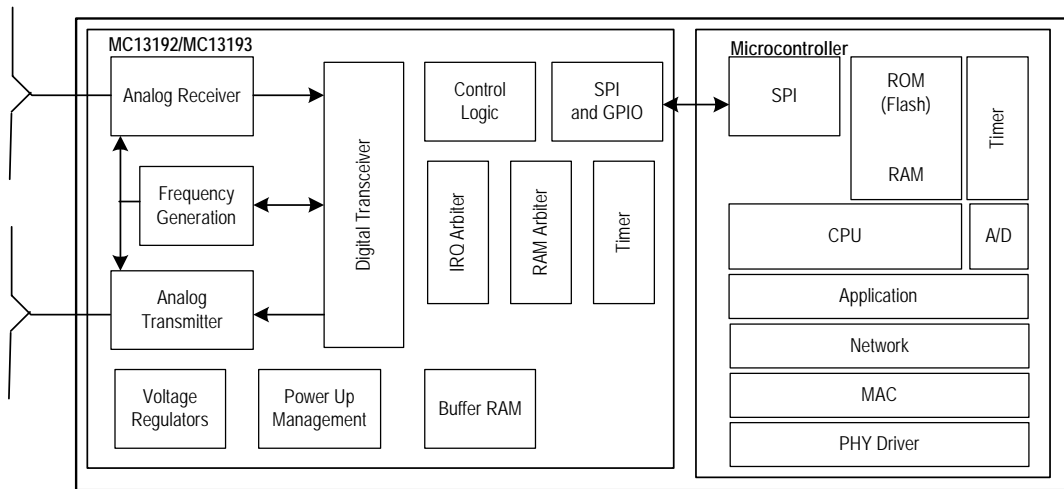 MC13192/MC13193
Analog Receiver
Frequency
Generation
Analog
Transmitter
Voltage
Regulators
Power Up
Management
Digital Transceiver
Control
Logic
SPI
and GPIO
IRQ Arbiter
RAM Arbiter
Timer
Buffer RAM
Microcontroller
SPI
ROM
(Flash)
RAM
Timer
CPU
A/D
Application
Network
MAC
PHY Driver